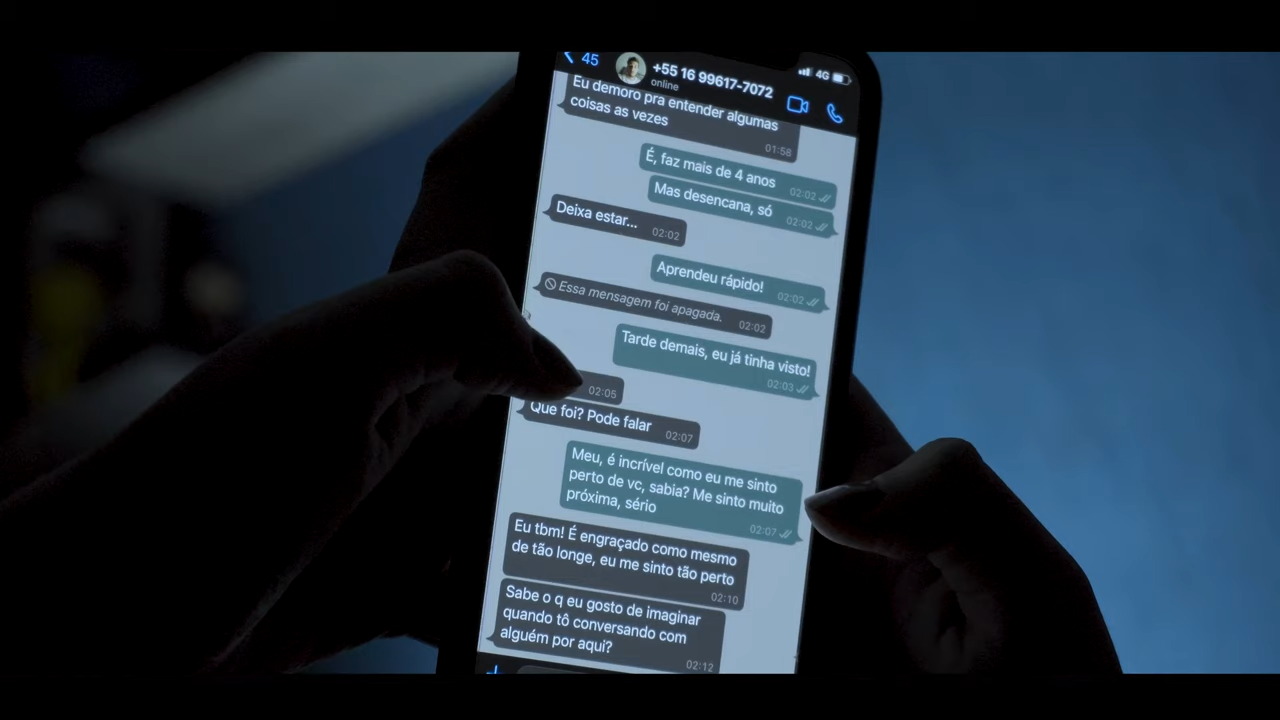 45
+55 16 99617-7072
4G
online
Eu demoro pra entender algumas
coisas as vezes
01:58
É, faz mais de 4 anos
02:02
Mas desencana, só
02:02
Deixa estar...
02:02
Aprendeu rápido!
02:02
Essa mensagem foi apagada.
02:02
Tarde demais, eu já tinha visto!
02:03
02:05
Que foi? Pode falar
02:07
Meu, é incrível como eu me sinto
perto de vc, sabia? Me sinto muito
próxima, sério
02:07
Eu tbm! É engraçado como mesmo
de tão longe, eu me sinto tão perto
02:10
Sabe o q eu gosto de imaginar
quando tô conversando com
alguém por aqui?
02:12